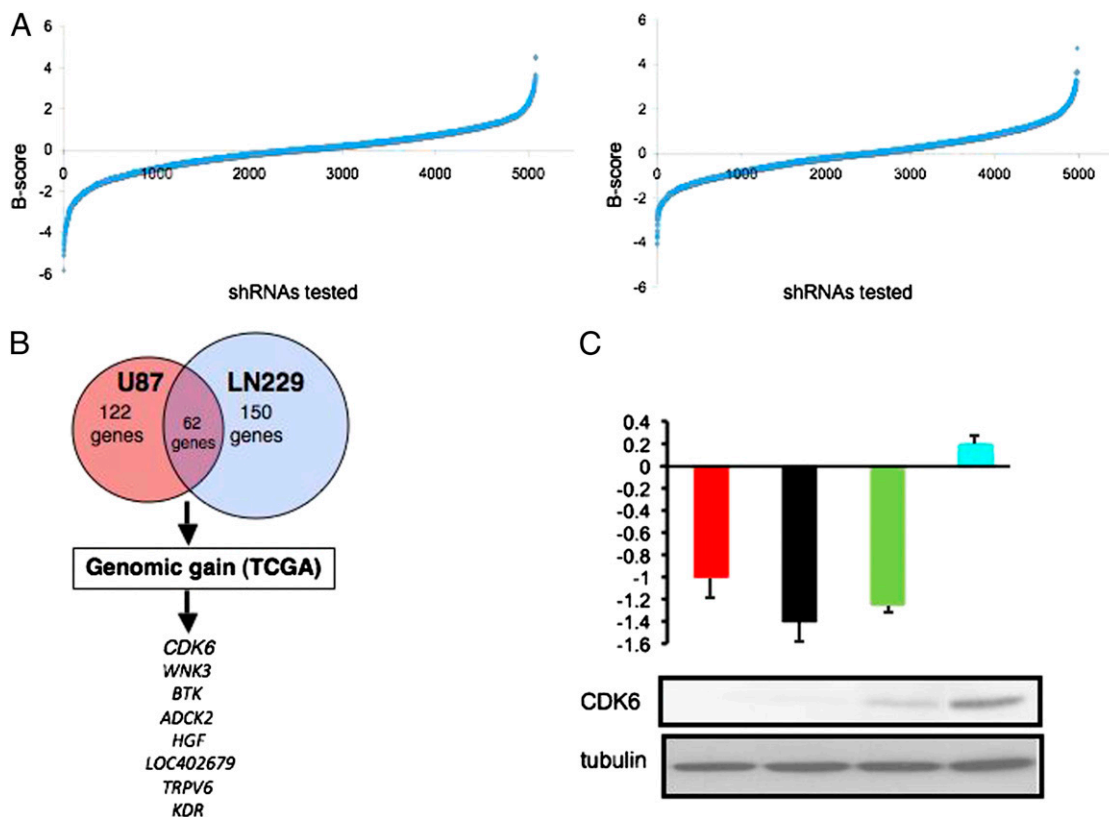 A
6
4
2
0
-2
-4
-6
B-score
0 1000 2000 3000 4000 5000
shRNAs tested
6
4
2
0
-2
-4
-6
B-score
0 1000 2000 3000 4000 5000
shRNAs tested
B
U87 LN229
122 genes
62 genes
150 genes
Genomic gain (TCGA)
CDK6
WNK3
BTK
ADCK2
HGF
LOC402679
TRPV6
KDR
C
0.4
0.2
0
-0.2
-0.4
-0.6
-0.8
-1
-1.2
-1.4
-1.6
CDK6
tubulin